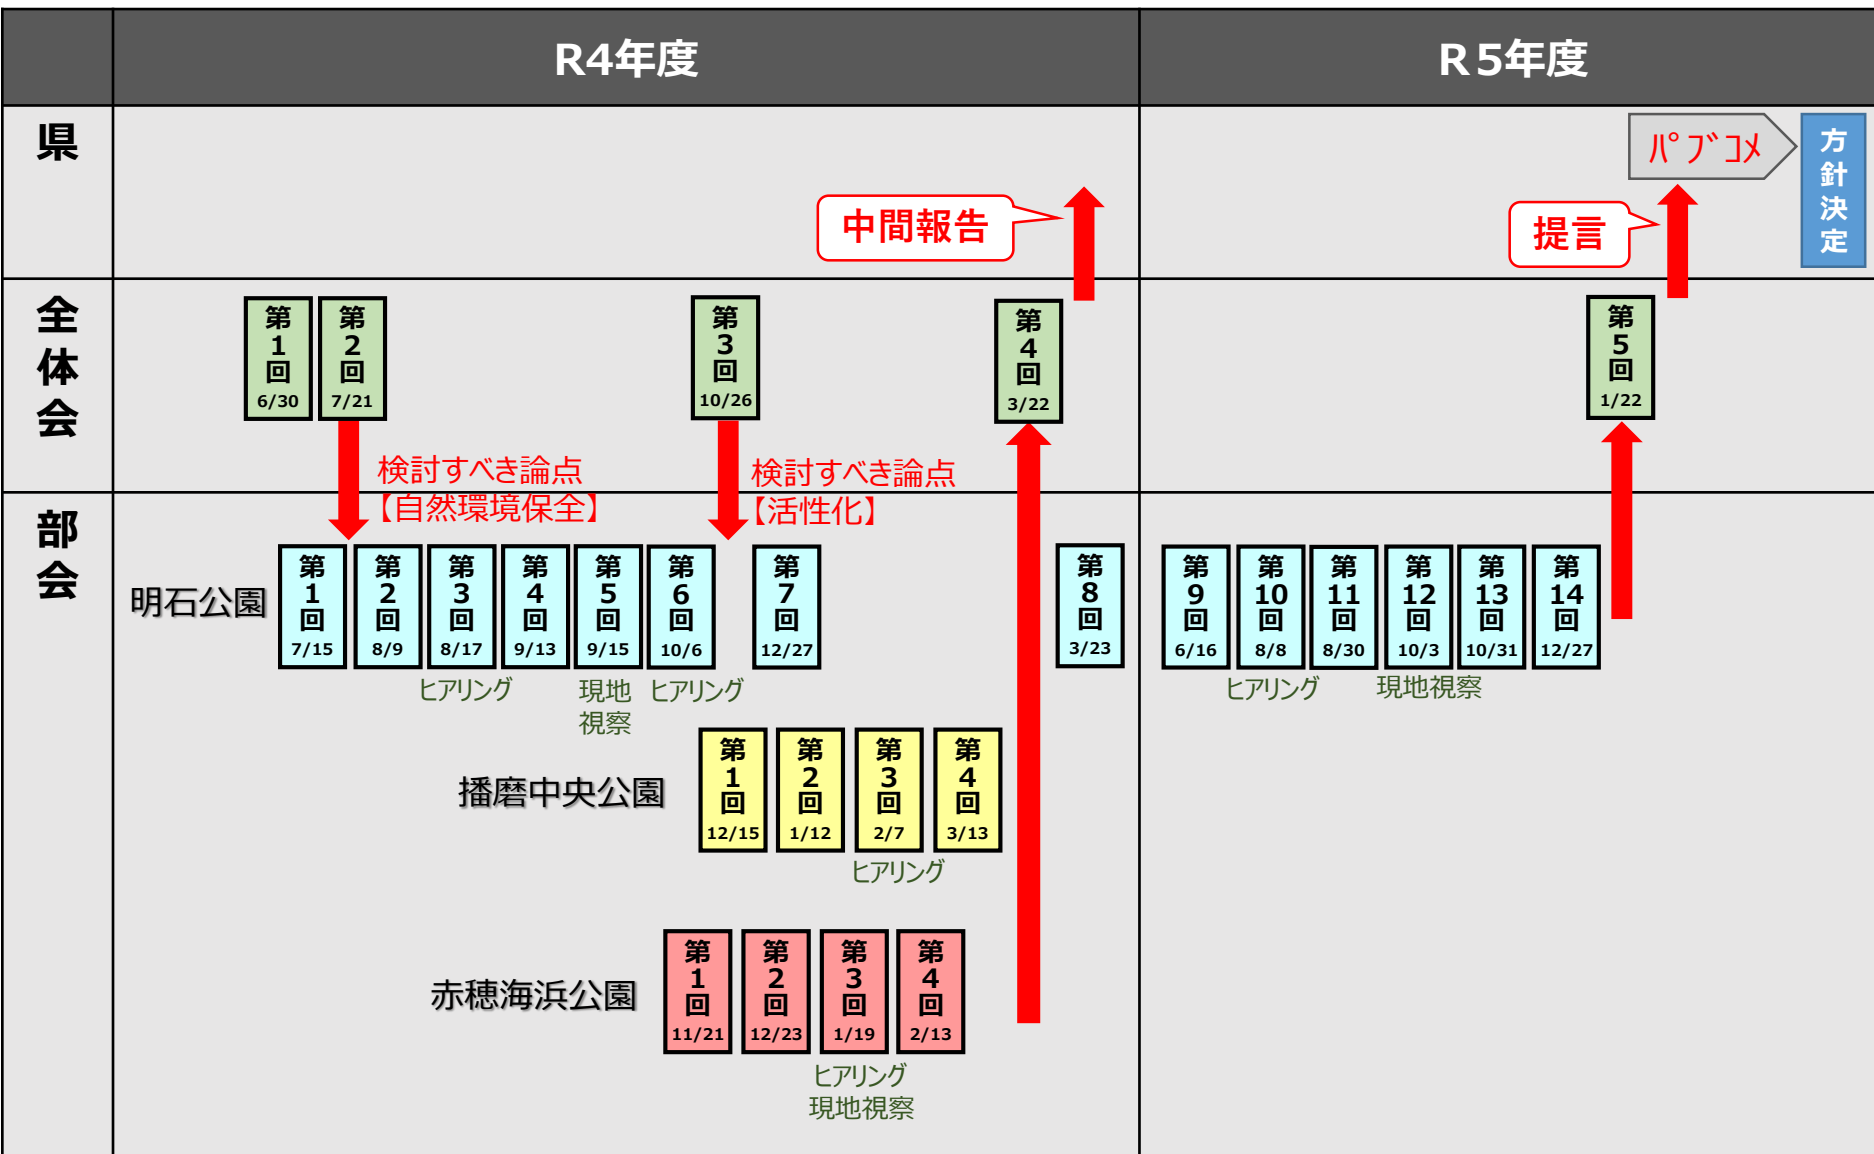 R4年度
R5年度
県
パブコメ
方針決定
中間報告
提言
全体会
第1回
6/30
第2回
7/21
第3回
10/26
第4回
3/22
第5回
1/22
検討すべき論点
【自然環境保全】
検討すべき論点
【活性化】
部会
明石公園
第1回
7/15
第2回
8/9
第3回
8/17
第4回
9/13
第5回
9/15
第6回
10/6
第7回
12/27
第8回
3/23
第9回
6/16
第10回
8/8
第11回
8/30
第12回
10/3
第13回
10/31
第14回
12/27
ヒアリング
現地
視察
ヒアリング
ヒアリング
現地視察
播磨中央公園
第1回
12/15
第2回
1/12
第3回
2/7
第4回
3/13
ヒアリング
赤穂海浜公園
第1回
11/21
第2回
12/23
第3回
1/19
第4回
2/13
ヒアリング
現地視察